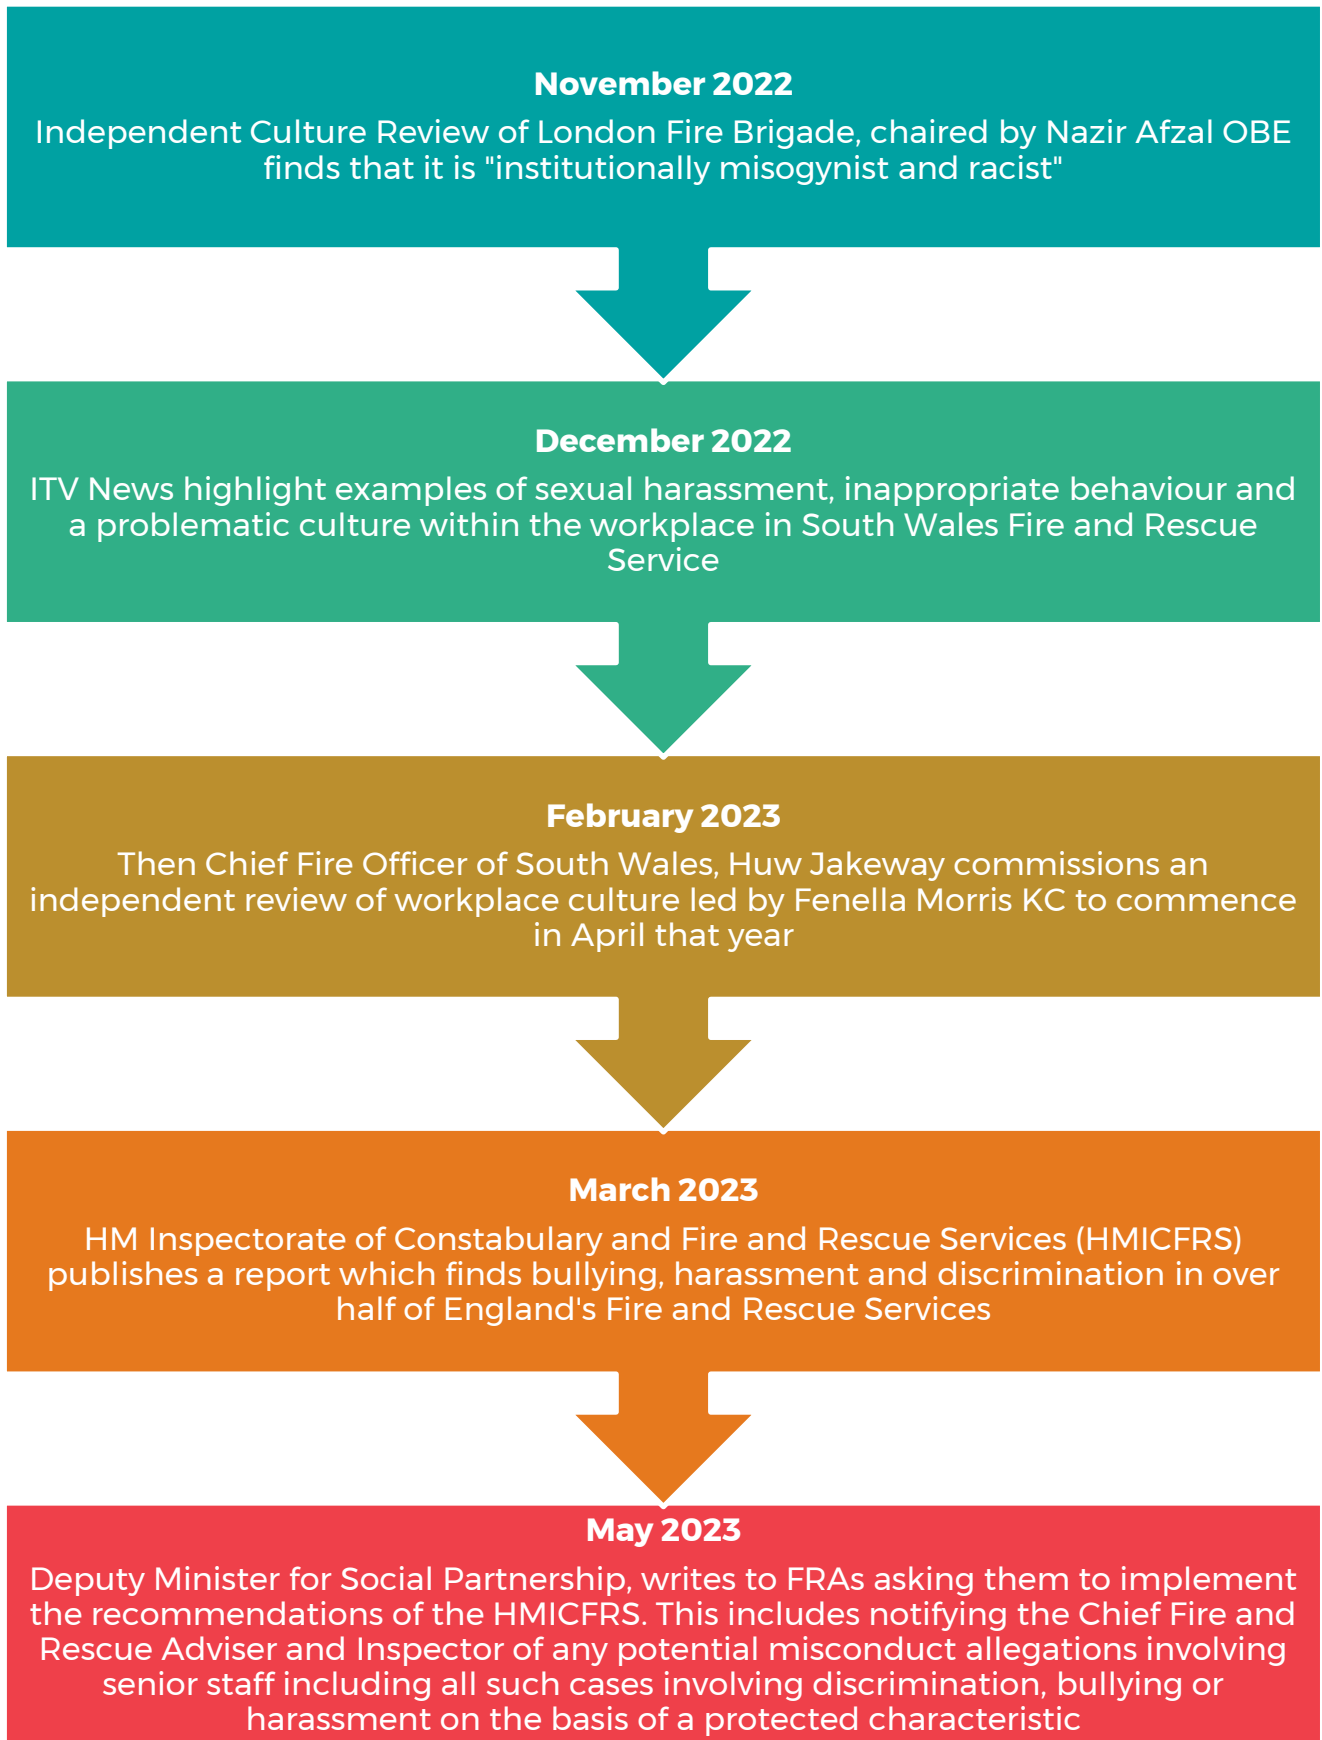 November 2022
Independent Culture Review of London Fire Brigade, chaired by Nazir Afzal OBE
finds that it is "institutionally misogynist and racist"
December 2022
ITV News highlight examples of sexual harassment, inappropriate behaviour and
a problematic culture within the workplace in South Wales Fire and Rescue
Service
February 2023
Then Chief Fire Officer of South Wales, Huw Jakeway commissions an
independent review of workplace culture led by Fenella Morris KC to commence
in April that year
March 2023
HM Inspectorate of Constabulary and Fire and Rescue Services (HMICFRS)
publishes a report which finds bullying, harassment and discrimination in over
half of England's Fire and Rescue Services
May 2023
Deputy Minister for Social Partnership, writes to FRAs asking them to implement
the recommendations of the HMICFRS. This includes notifying the Chief Fire and
Rescue Adviser and Inspector of any potential misconduct allegations involving
senior staff including all such cases involving discrimination, bullying or
harassment on the basis of a protected characteristic